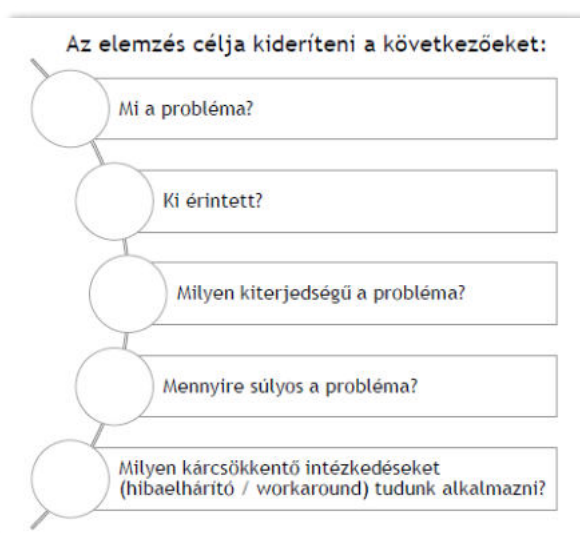 Az elemzés célja kideríteni a következőeket:
Mi a probléma?
Ki érintett?
Milyen kiterjedségű a probléma?
Mennyire súlyos a probléma?
Milyen kárcsökkentő intézkedéseket
(hibaelhárító / workaround) tudunk alkalmazni?